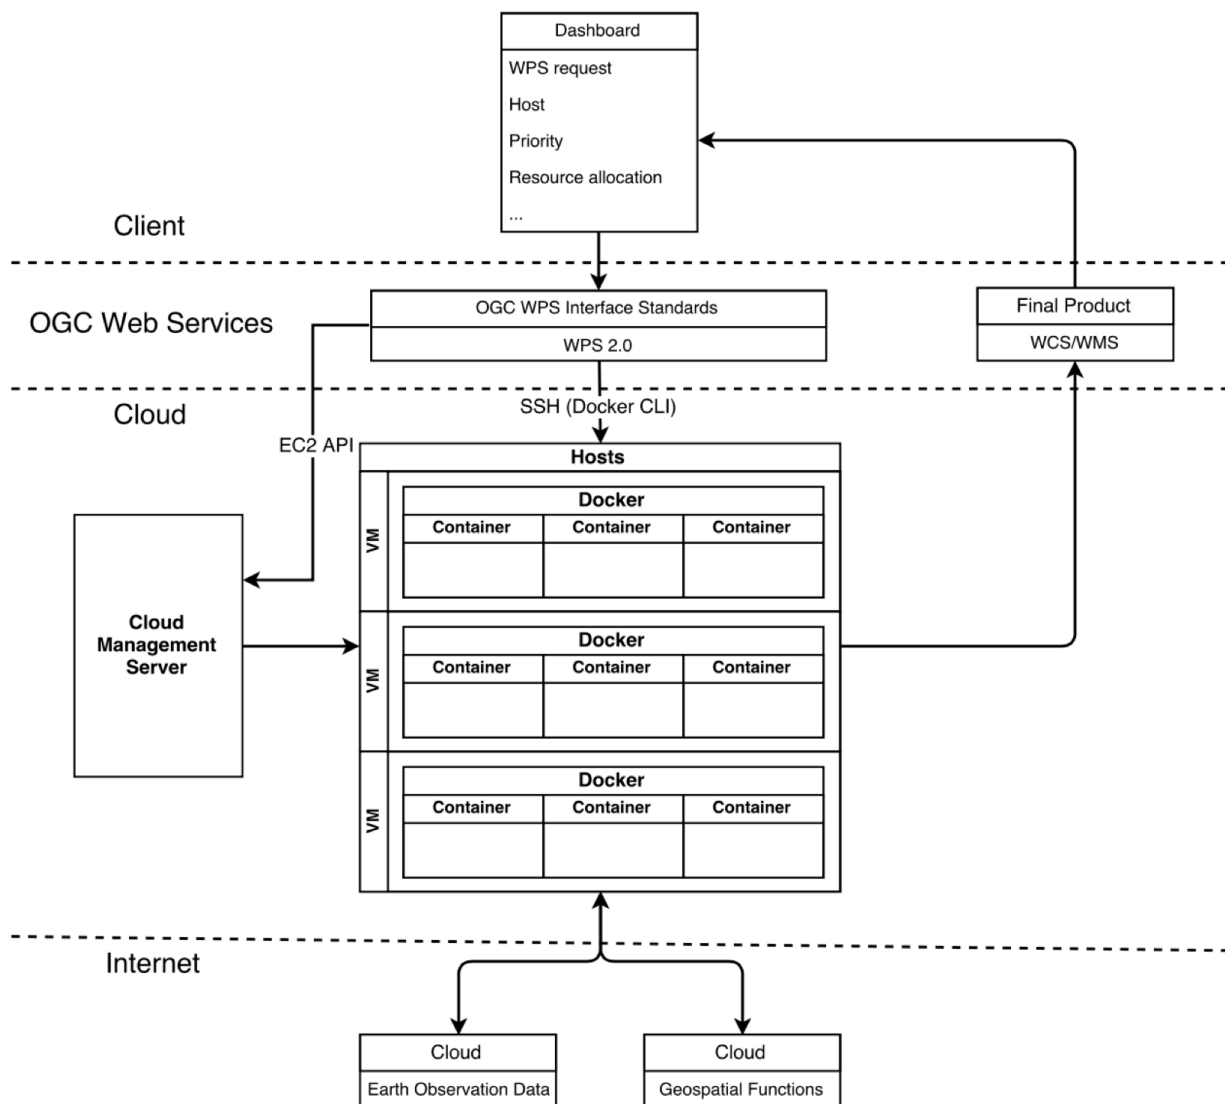 Dashboard
WPS request
Host
Priority
Resource allocation
...
Client
OGC Web Services
OGC WPS Interface Standards
WPS 2.0
Final Product
WCS/WMS
Cloud
SSH (Docker CLI)
EC2 API
Hosts
VM
Docker
Container Container Container
Cloud
Management
Server
VM
Docker
Container Container Container
VM
Docker
Container Container Container
Internet
Cloud
Earth Observation Data
Cloud
Geospatial Functions